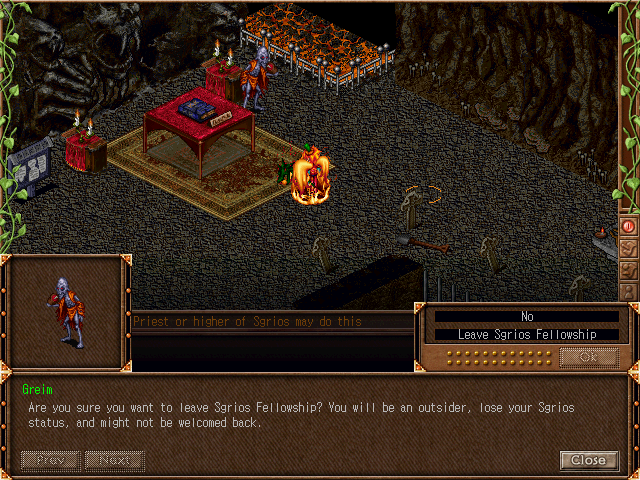 Priest or higher of Sgrios may do this
No
Leave Sgrios Fellowship
Ok
Greim
Are you sure you want to leave Sgrios Fellowship? You will be an outsider, lose your Sgrios
status, and might not be welcomed back.
Prev
Next
Close